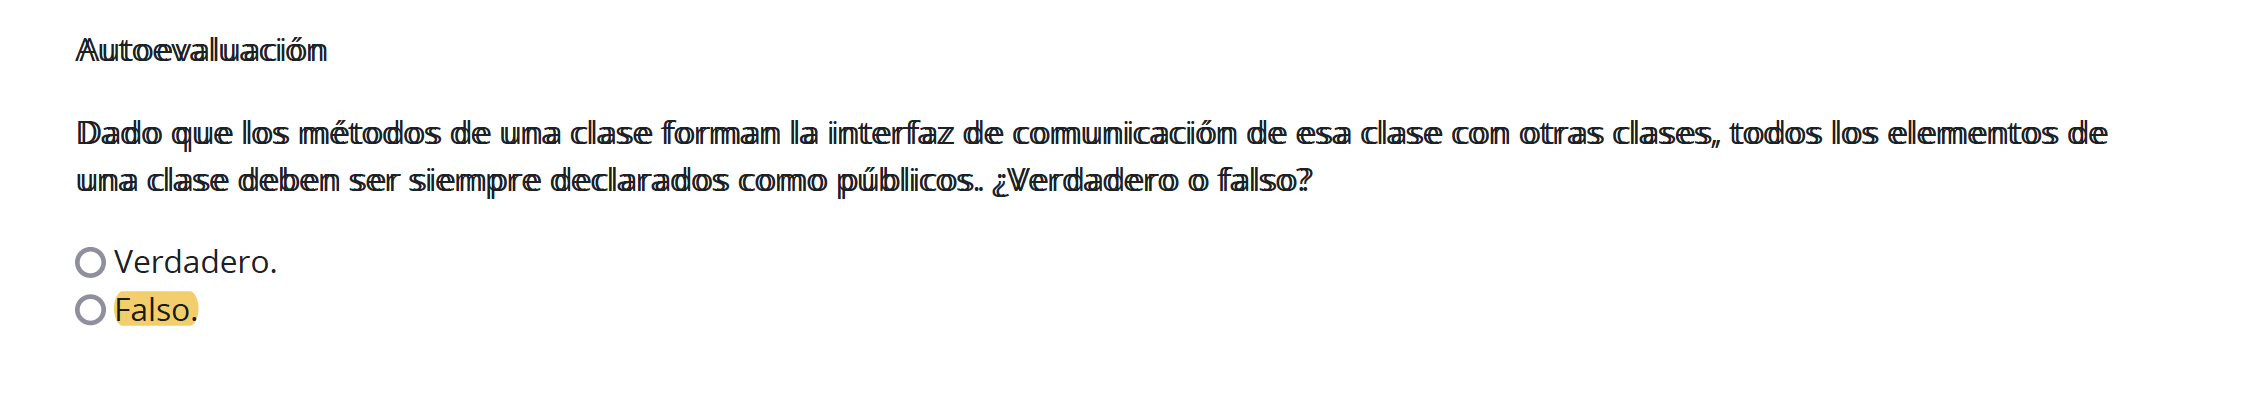 Autoevaluación
Dado que los métodos de una clase forman la interfaz de comunicación de esa clase con otras clases, todos los elementos de
una clase deben ser siempre declarados como públicos. ¿Verdadero o falso?
Verdadero.
Falso.